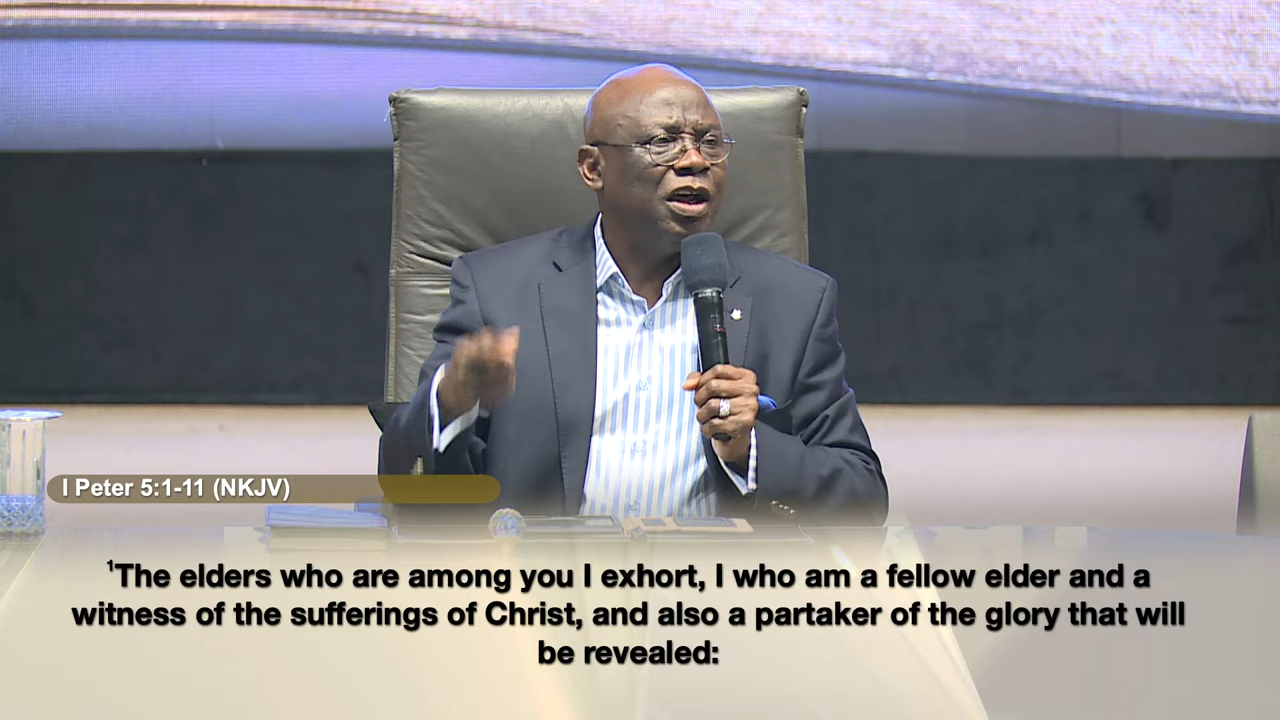 I Peter 5:1-11 (NKJV)
¹The elders who are among you I exhort, I who am a fellow elder and a
witness of the sufferings of Christ, and also a partaker of the glory that will
be revealed: